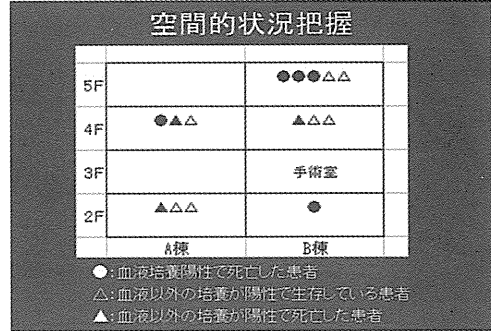 空間的状況把握
5F ●●●△△
4F ●▲△ ▲△△
3F 手術室
2F ▲△△ ●
A棟 B棟
●:血液培養陽性で死亡した患者
△:血液以外の培養が陽性で生存している患者
▲:血液以外の培養が陽性で死亡した患者